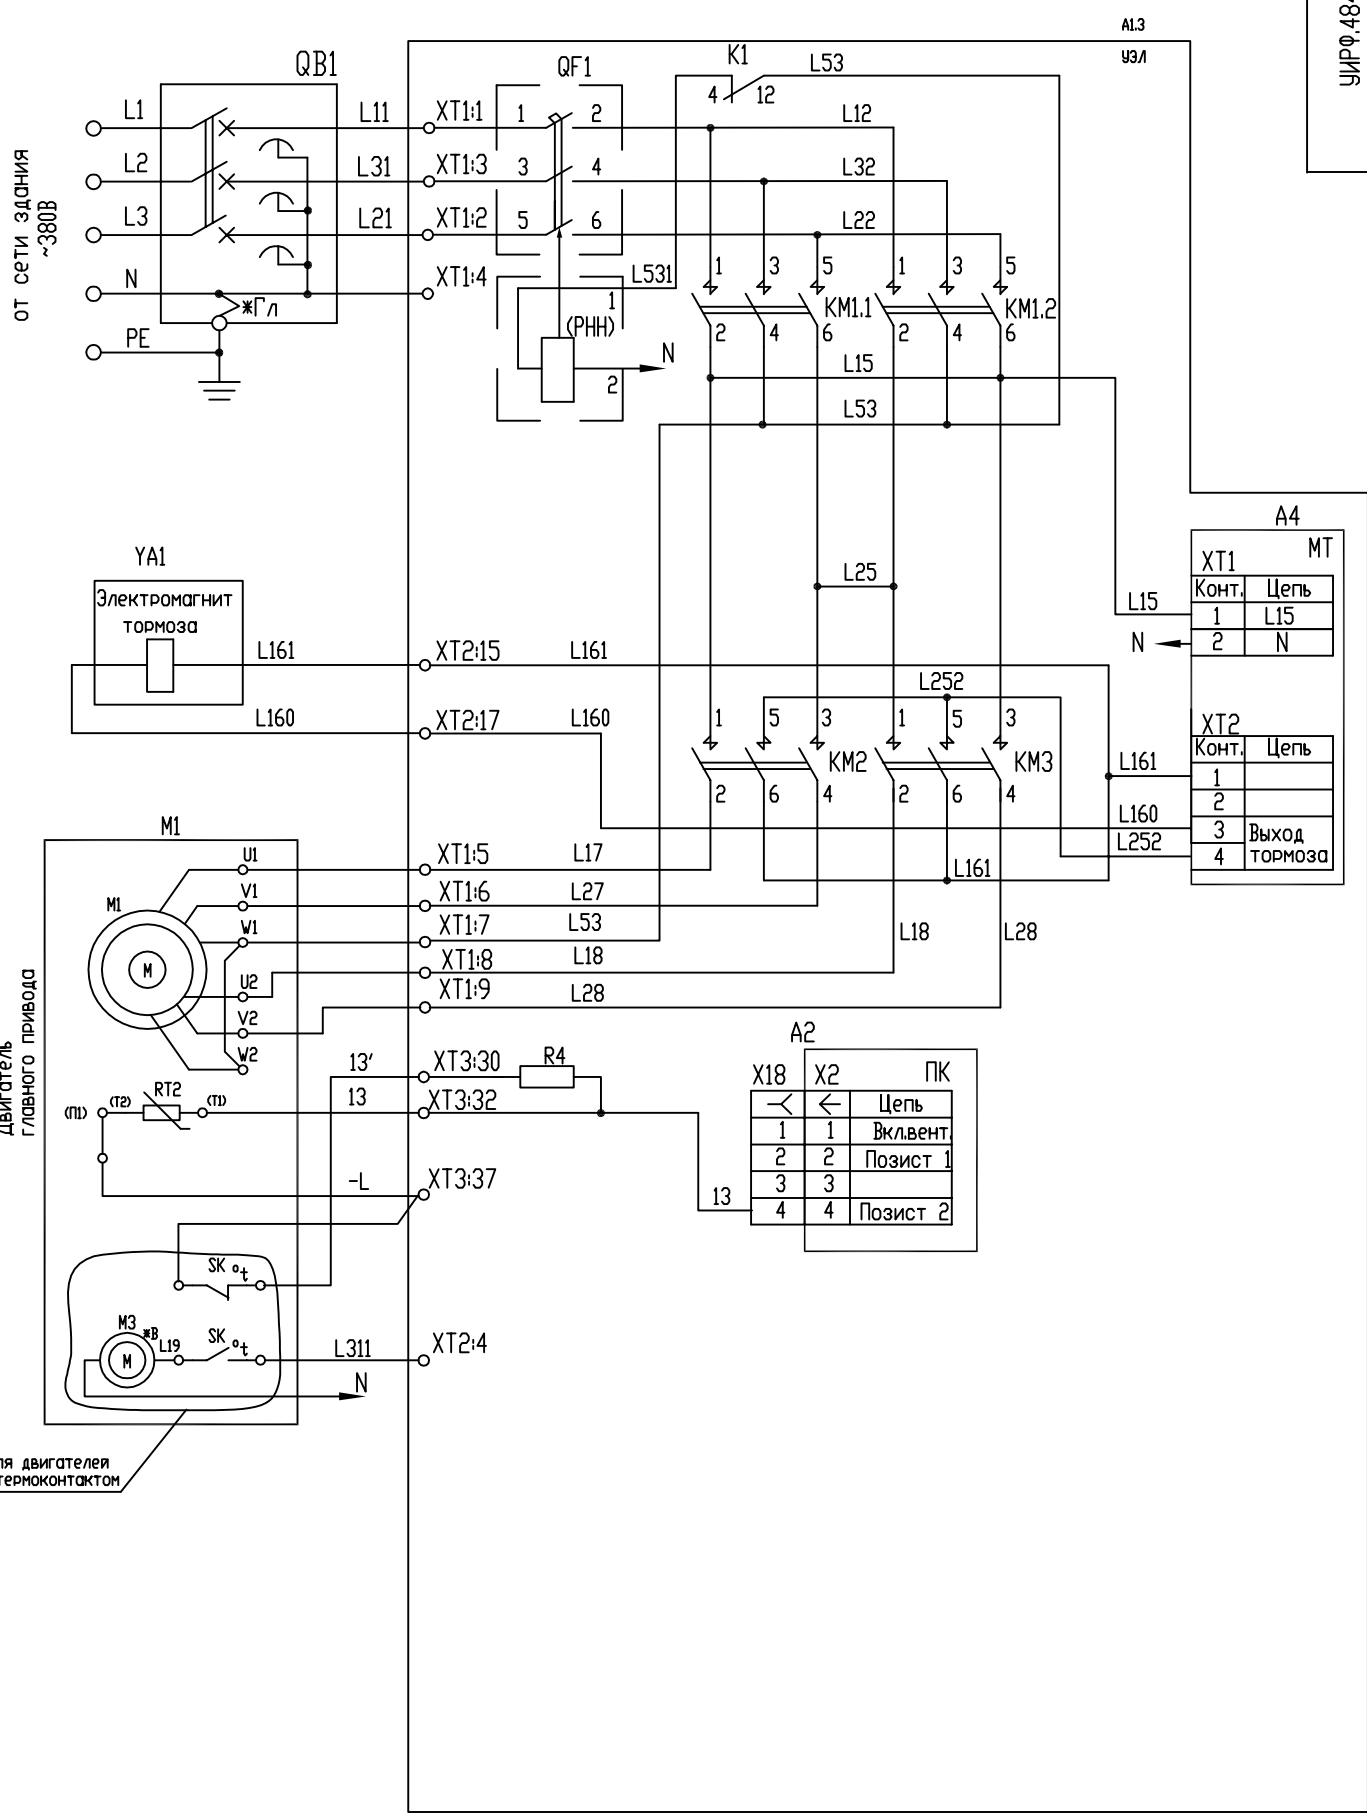 А1.3
УЭЛ
УИРФ.484
QB1
QF1
K1
L53
4
12
L1
L11
XT1:1
1
2
L12
L2
L31
XT1:3
3
4
L32
L3
L21
XT1:2
5
6
L22
от сети здания
~380В
N
XT1:4
L531
1
*Гл
(РНН)
PE
2
N
1
3
5
1
3
5
KM1.1
KM1.2
2
4
6
2
4
6
L15
L53
A4
МТ
XT1
Конт.
Цепь
1
L15
2
N
L15
N
YA1
Электромагнит
тормоза
L161
XT2:15
L161
L25
L252
L160
XT2:17
L160
1
5
3
1
5
3
KM2
KM3
2
6
4
2
6
4
XT2
Конт.
Цепь
1
2
3
Выход
4
тормоза
L161
L160
L252
L161
M1
U1
XT1:5
L17
V1
XT1:6
L27
M1
W1
XT1:7
L53
M
XT1:8
L18
L18
L28
U2
XT1:9
L28
V2
W2
Двигатель
главного привода
13′
XT3:30
R4
RT2
(П1)
(Т2)
(Т1)
13
XT3:32
-L
XT3:37
A2
X18
X2
ПК
Цепь
1
1
Вкл.вент.
2
2
Позист 1
3
3
4
4
Позист 2
13
SK
°t
M3
*В
L19
SK
°t
M
L311
XT2:4
N
двигателей
термоконтактом